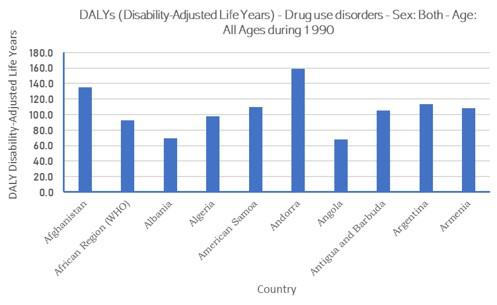 DALYs (Disability-Adjusted Life Years) - Drug use disorders - Sex: Both - Age:
All Ages during 1990
DALY Disability-Adjusted Life Years
180.0
160.0
140.0
120.0
100.0
80.0
60.0
40.0
20.0
0.0
Afghanistan
African Region (WHO)
Albania
Algeria
American Samoa
Andorra
Angola
Antigua and Barbuda
Argentina
Armenia
Country